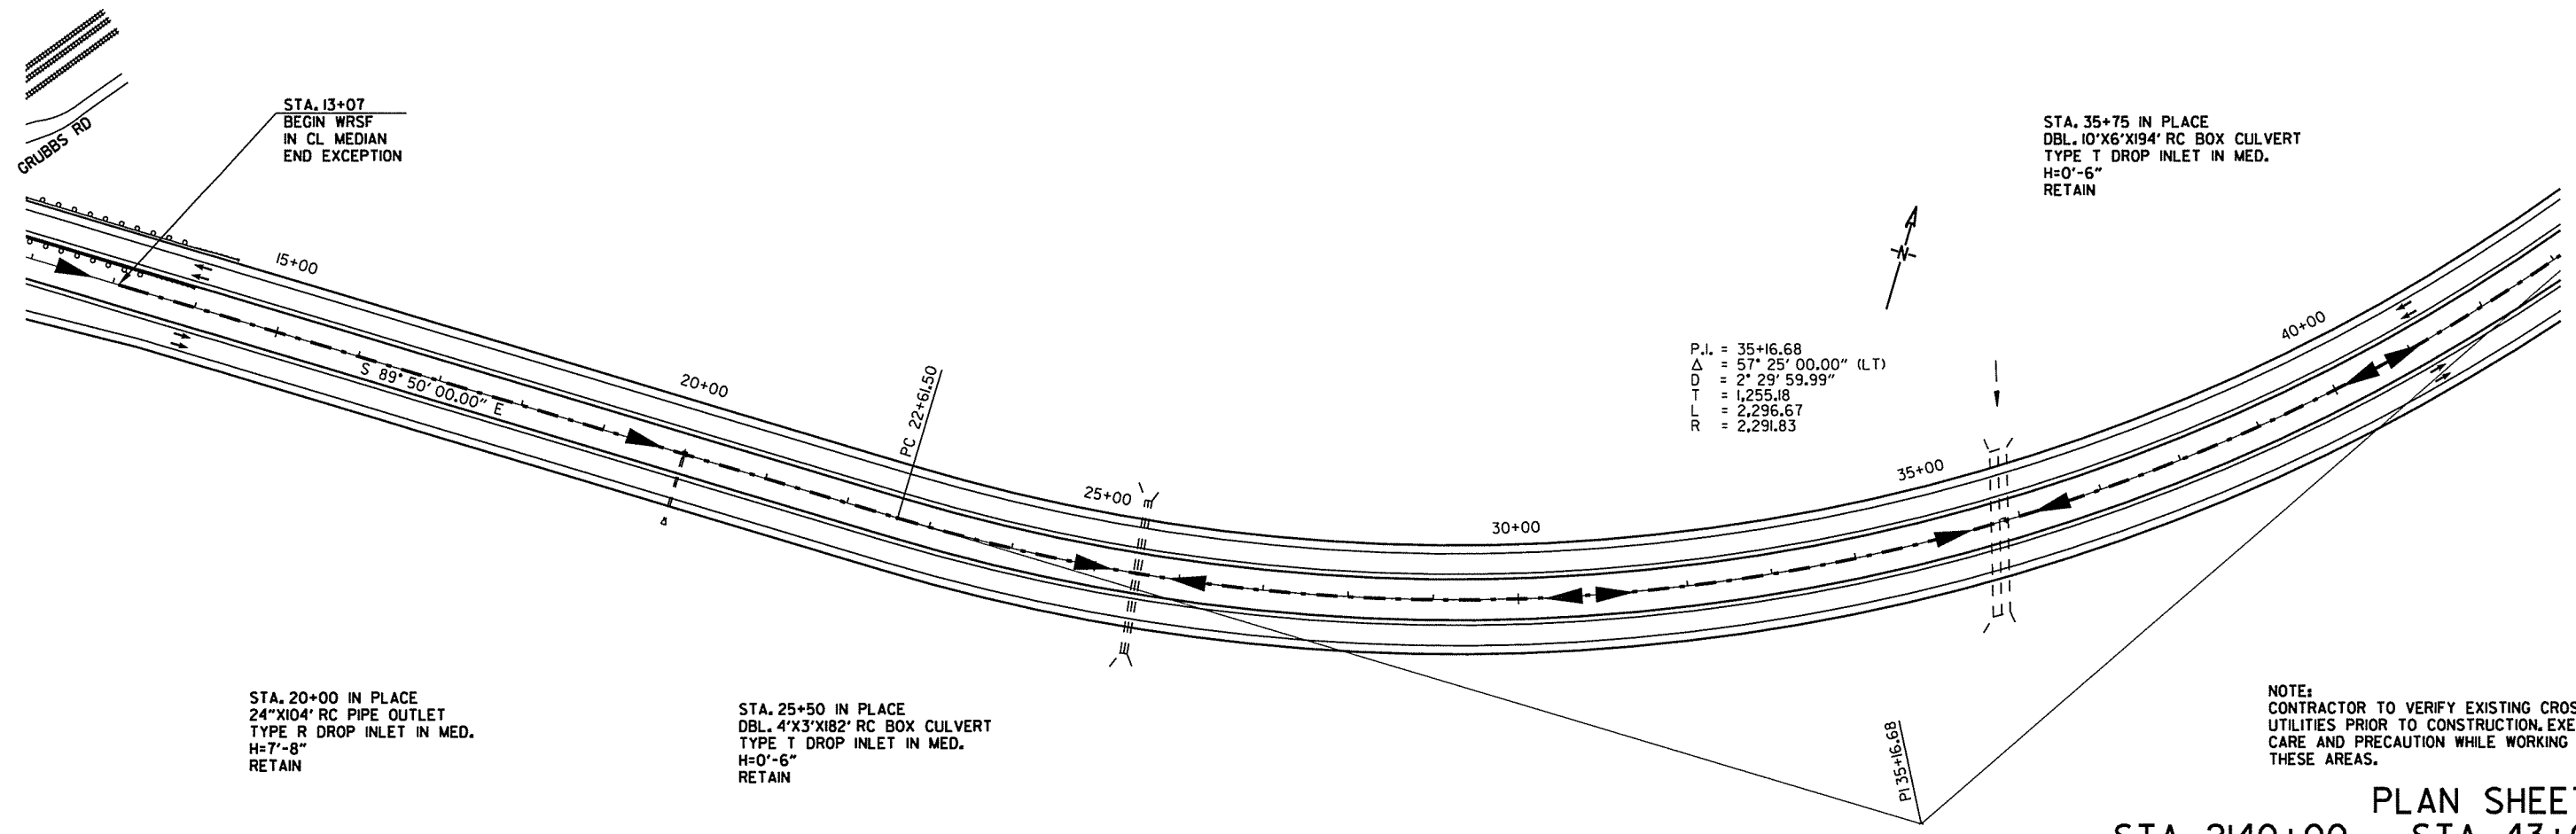 GRUBBS RD
STA. 13+07
BEGIN WRSF
IN CL MEDIAN
END EXCEPTION
STA. 35+75 IN PLACE
DBL. 10'X6'X194' RC BOX CULVERT
TYPE T DROP INLET IN MED.
H=0'-6"
RETAIN
N
15+00
S 89° 50' 00.00" E
20+00
PC 22+61.50
25+00
30+00
35+00
40+00
P.I. = 35+16.68
Δ = 57° 25' 00.00" (LT)
D = 2° 29' 59.99"
T = 1,255.18
L = 2,296.67
R = 2,291.83
STA. 20+00 IN PLACE
24"X104' RC PIPE OUTLET
TYPE R DROP INLET IN MED.
H=7'-8"
RETAIN
STA. 25+50 IN PLACE
DBL. 4'X3'X182' RC BOX CULVERT
TYPE T DROP INLET IN MED.
H=0'-6"
RETAIN
PI 35+16.68
NOTE:
CONTRACTOR TO VERIFY EXISTING CROS
UTILITIES PRIOR TO CONSTRUCTION. EXE
CARE AND PRECAUTION WHILE WORKING
THESE AREAS.
PLAN SHEET
STA. 2140+00 STA. 43+